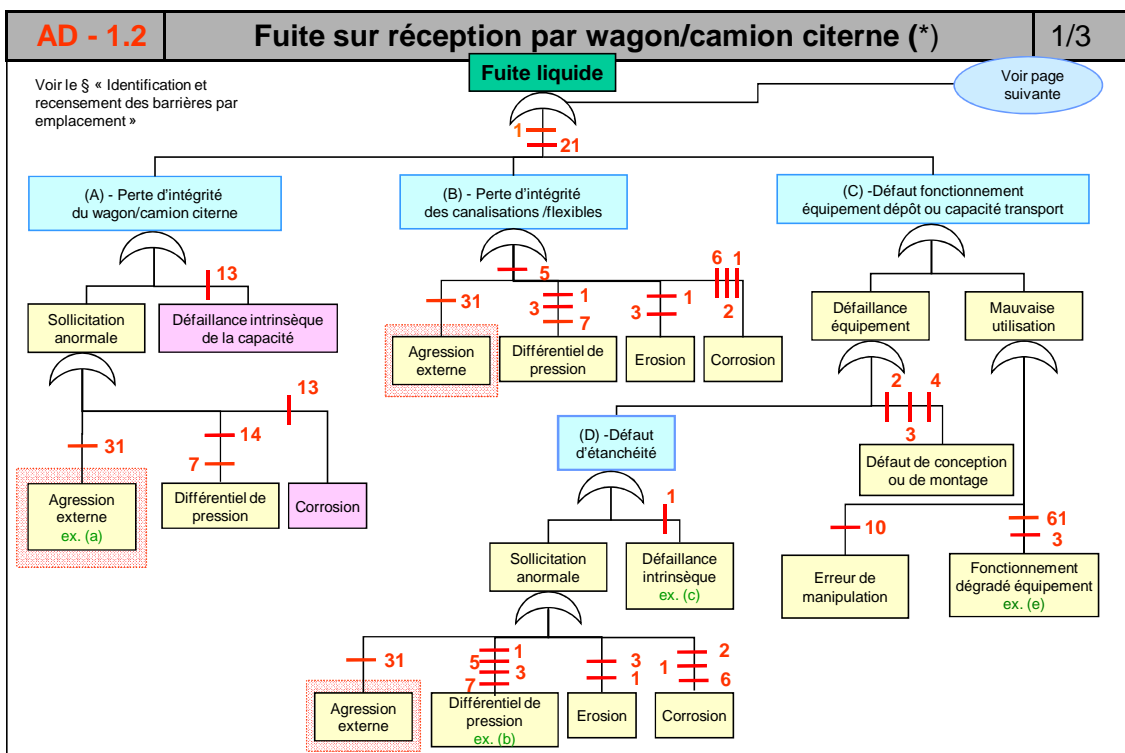 AD - 1.2
Fuite sur réception par wagon/camion citerne (*)
1/3
Fuite liquide
Voir page
suivante
Voir le § « Identification et
recensement des barrières par
emplacement »
1
21
(A) - Perte d'intégrité
du wagon/camion citerne
(B) - Perte d'intégrité
des canalisations /flexibles
(C) -Défaut fonctionnement
équipement dépôt ou capacité transport
13
Sollicitation
anormale
Défaillance intrinsèque
de la capacité
5
31
1
3
7
1
3
6 1
2
Agression
externe
Différentiel de
pression
Erosion
Corrosion
Défaillance
équipement
Mauvaise
utilisation
13
31
14
7
Agression
externe
ex. (a)
Différentiel de
pression
Corrosion
2 4
3
(D) -Défaut
d'étanchéité
Défaut de conception
ou de montage
1
Sollicitation
anormale
Défaillance
intrinsèque
ex. (c)
10
61
3
Erreur de
manipulation
Fonctionnement
dégradé équipement
ex. (e)
31
1
5
3
7
3
1
2
1
6
Agression
externe
Différentiel de
pression
ex. (b)
Erosion
Corrosion